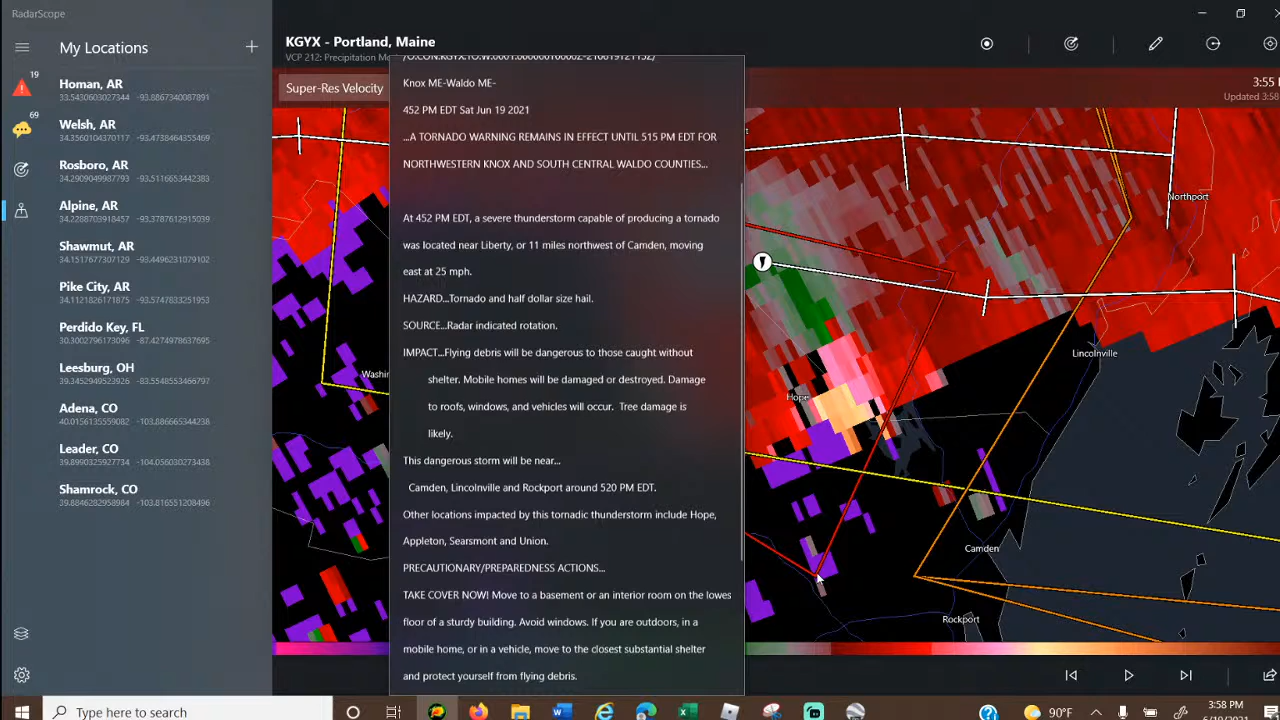 RadarScope
My Locations
19
Homan, AR
33.5430603027344 -93.8867340087891
69
Welsh, AR
34.3560104370117 -93.4738464355469
Rosboro, AR
34.2909049987793 -93.5116653442383
Alpine, AR
34.2288703918457 -93.3787612915039
Shawmut, AR
34.1517677307129 -93.4496231079102
Pike City, AR
34.1121826171875 -93.5747833251953
Perdido Key, FL
30.3002796173096 -87.4274978637695
Leesburg, OH
39.3452949523926 -83.5548553466797
Adena, CO
40.0156135559082 -103.886665344238
Leader, CO
39.8990325927734 -104.056030273438
Shamrock, CO
39.8846282958984 -103.816551208496
KGYX - Portland, Maine
VCP 212: Precipitation Mo
Super-Res Velocity
3:55
Updated 3:58
Knox ME-Waldo ME-
452 PM EDT Sat Jun 19 2021
...A TORNADO WARNING REMAINS IN EFFECT UNTIL 515 PM EDT FOR
NORTHWESTERN KNOX AND SOUTH CENTRAL WALDO COUNTIES...
At 452 PM EDT, a severe thunderstorm capable of producing a tornado
was located near Liberty, or 11 miles northwest of Camden, moving
east at 25 mph.
HAZARD...Tornado and half dollar size hail.
SOURCE...Radar indicated rotation.
IMPACT...Flying debris will be dangerous to those caught without
shelter. Mobile homes will be damaged or destroyed. Damage
to roofs, windows, and vehicles will occur. Tree damage is
likely.
This dangerous storm will be near...
Camden, Lincolnville and Rockport around 520 PM EDT.
Other locations impacted by this tornadic thunderstorm include Hope,
Appleton, Searsmont and Union.
PRECAUTIONARY/PREPAREDNESS ACTIONS...
TAKE COVER NOW! Move to a basement or an interior room on the lowes
floor of a sturdy building. Avoid windows. If you are outdoors, in a
mobile home, or in a vehicle, move to the closest substantial shelter
and protect yourself from flying debris.
Washi
Northport
Lincolnville
Hope
Camden
Rockport
Type here to search
90°F
3:58 PM